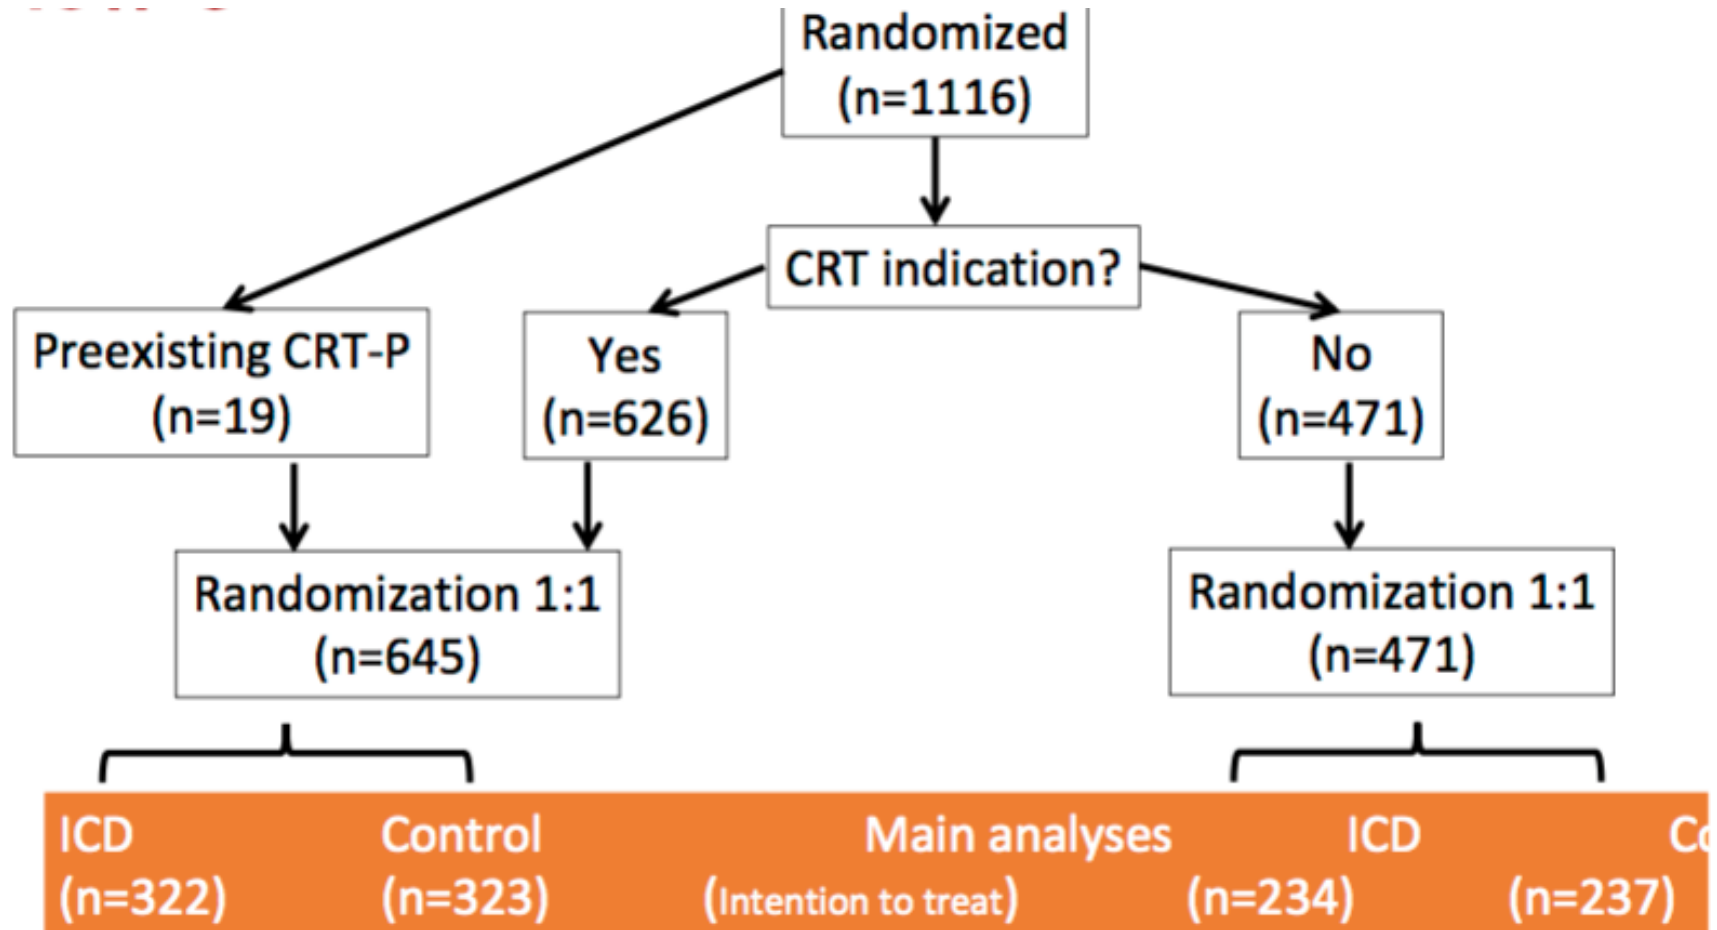 Randomized
(n=1116)
CRT indication?
Preexisting CRT-P
(n=19)
Yes
(n=626)
No
(n=471)
Randomization 1:1
(n=645)
Randomization 1:1
(n=471)
ICD Control Main analyses ICD
(n=322) (n=323) (Intention to treat) (n=234) (n=237)